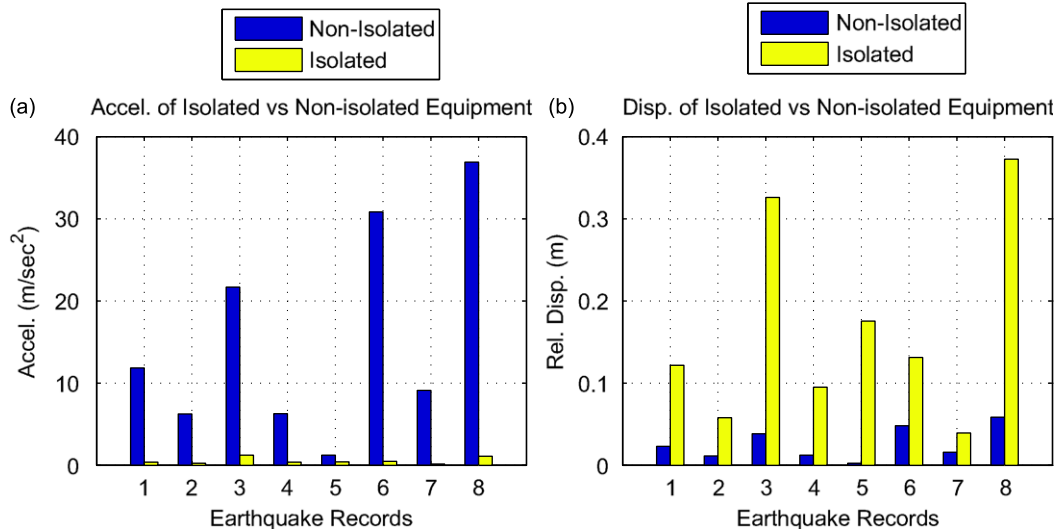 Non-Isolated
Isolated
(a) Accel. of Isolated vs Non-isolated Equipment
40
30
20
10
0
Accel. (m/sec²)
1 2 3 4 5 6 7 8
Earthquake Records
Non-Isolated
Isolated
(b) Disp. of Isolated vs Non-isolated Equipment
0.4
0.3
0.2
0.1
0
Rel. Disp. (m)
1 2 3 4 5 6 7 8
Earthquake Records